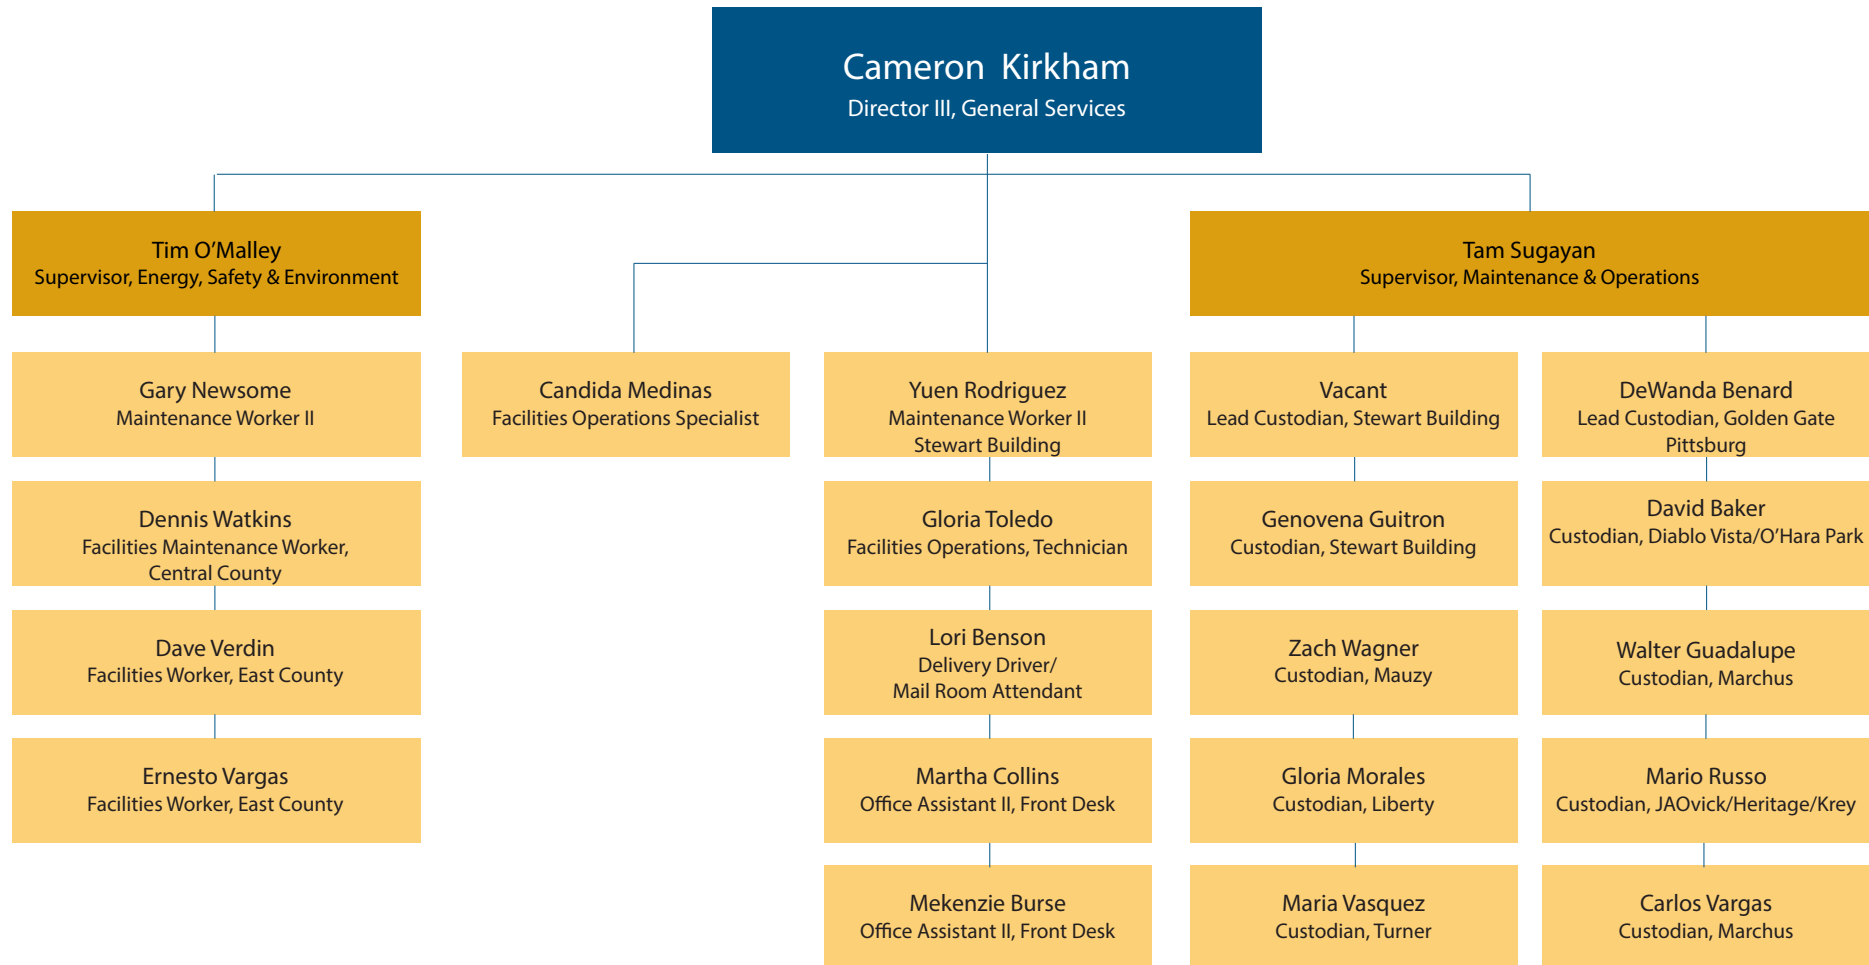 Cameron Kirkham
Director III, General Services
Tim O’Malley
Supervisor, Energy, Safety & Environment
Tam Sugayan
Supervisor, Maintenance & Operations
Gary Newsome
Maintenance Worker II
Dennis Watkins
Facilities Maintenance Worker,
Central County
Dave Verdin
Facilities Worker, East County
Ernesto Vargas
Facilities Worker, East County
Candida Medinas
Facilities Operations Specialist
Yuen Rodriguez
Maintenance Worker II
Stewart Building
Gloria Toledo
Facilities Operations, Technician
Lori Benson
Delivery Driver/
Mail Room Attendant
Martha Collins
Office Assistant II, Front Desk
Mekenzie Burse
Office Assistant II, Front Desk
Vacant
Lead Custodian, Stewart Building
Genovena Guitron
Custodian, Stewart Building
Zach Wagner
Custodian, Mauzy
Gloria Morales
Custodian, Liberty
Maria Vasquez
Custodian, Turner
DeWanda Benard
Lead Custodian, Golden Gate
Pittsburg
David Baker
Custodian, Diablo Vista/O’Hara Park
Walter Guadalupe
Custodian, Marchus
Mario Russo
Custodian, JAOvick/Heritage/Krey
Carlos Vargas
Custodian, Marchus